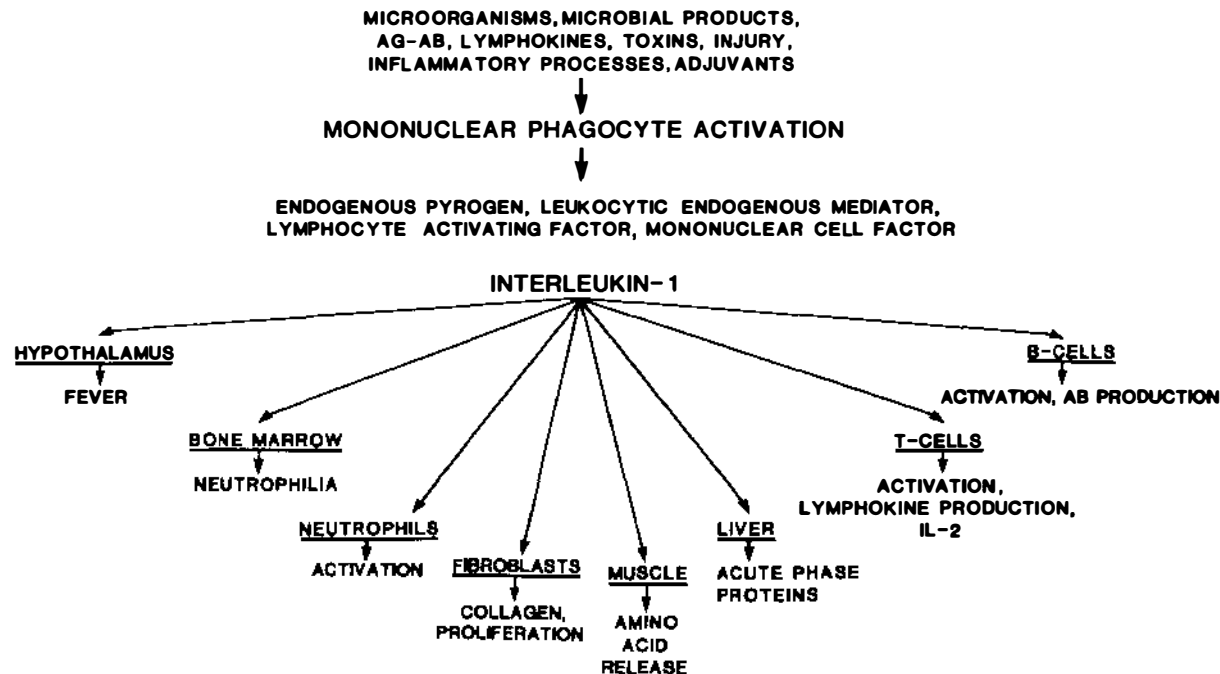 MICROORGANISMS, MICROBIAL PRODUCTS,
AG-AB, LYMPHOKINES, TOXINS, INJURY,
INFLAMMATORY PROCESSES, ADJUVANTS
MONONUCLEAR PHAGOCYTE ACTIVATION
ENDOGENOUS PYROGEN, LEUKOCYTIC ENDOGENOUS MEDIATOR,
LYMPHOCYTE ACTIVATING FACTOR, MONONUCLEAR CELL FACTOR
INTERLEUKIN-1
HYPOTHALAMUS
FEVER
BONE MARROW
NEUTROPHILIA
NEUTROPHILS
ACTIVATION
FIBROBLASTS
COLLAGEN,
PROLIFERATION
MUSCLE
AMINO
ACID
RELEASE
LIVER
ACUTE PHASE
PROTEINS
T-CELLS
ACTIVATION,
LYMPHOKINE PRODUCTION,
IL-2
B-CELLS
ACTIVATION, AB PRODUCTION